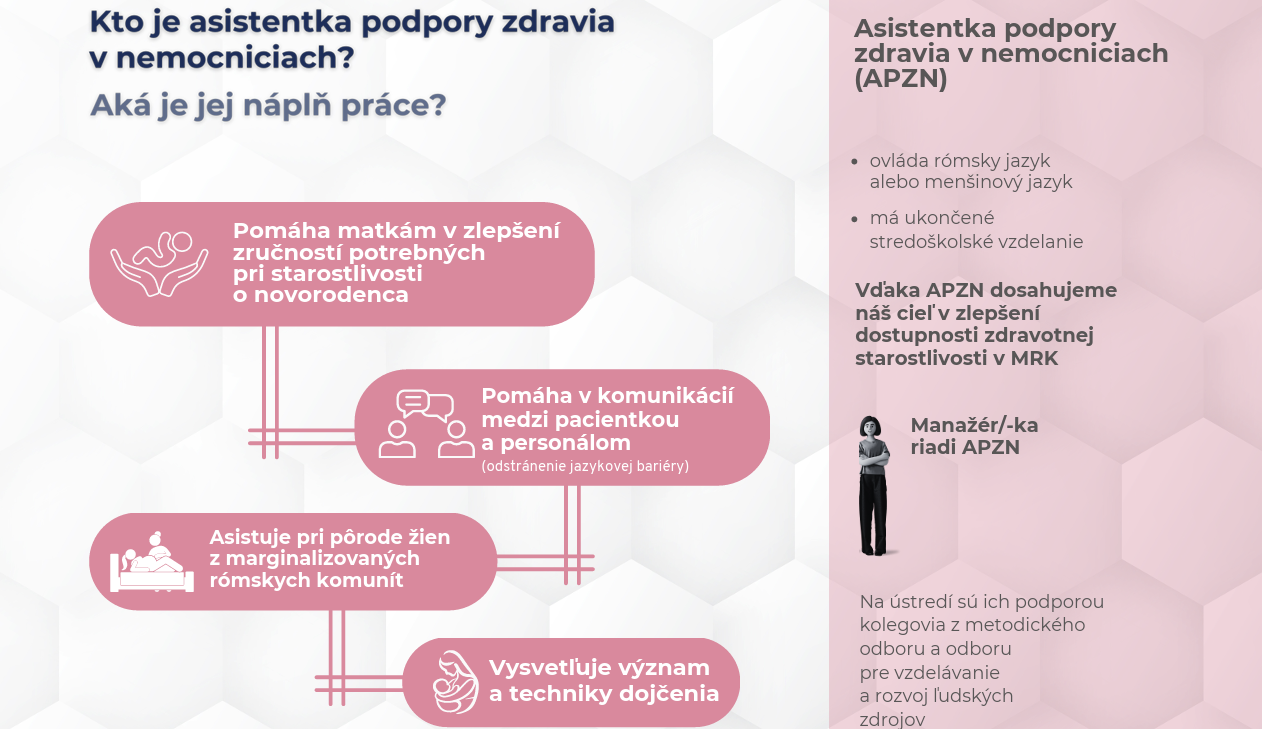 Kto je asistentka podpory zdravia
v nemocniciach?
Aká je jej náplň práce?
Pomáha matkám v zlepšení
zručností potrebných
pri starostlivosti
o novorodenca
Pomáha v komunikácií
medzi pacientkou
a personálom
(odstránenie jazykovej bariéry)
Asistuje pri pôrode žien
z marginalizovaných
rómskych komunít
Vysvetľuje význam
a techniky dojčenia
Asistentka podpory
zdravia v nemocniciach
(APZN)
• ovláda rómsky jazyk
alebo menšinový jazyk
• má ukončené
stredoškolské vzdelanie
Vďaka APZN dosahujeme
náš cieľ v zlepšení
dostupnosti zdravotnej
starostlivosti v MRK
Manažér/-ka
riadi APZN
Na ústredí sú ich podporou
kolegovia z metodického
odboru a odboru
pre vzdelávanie
a rozvoj ľudských
zdrojov